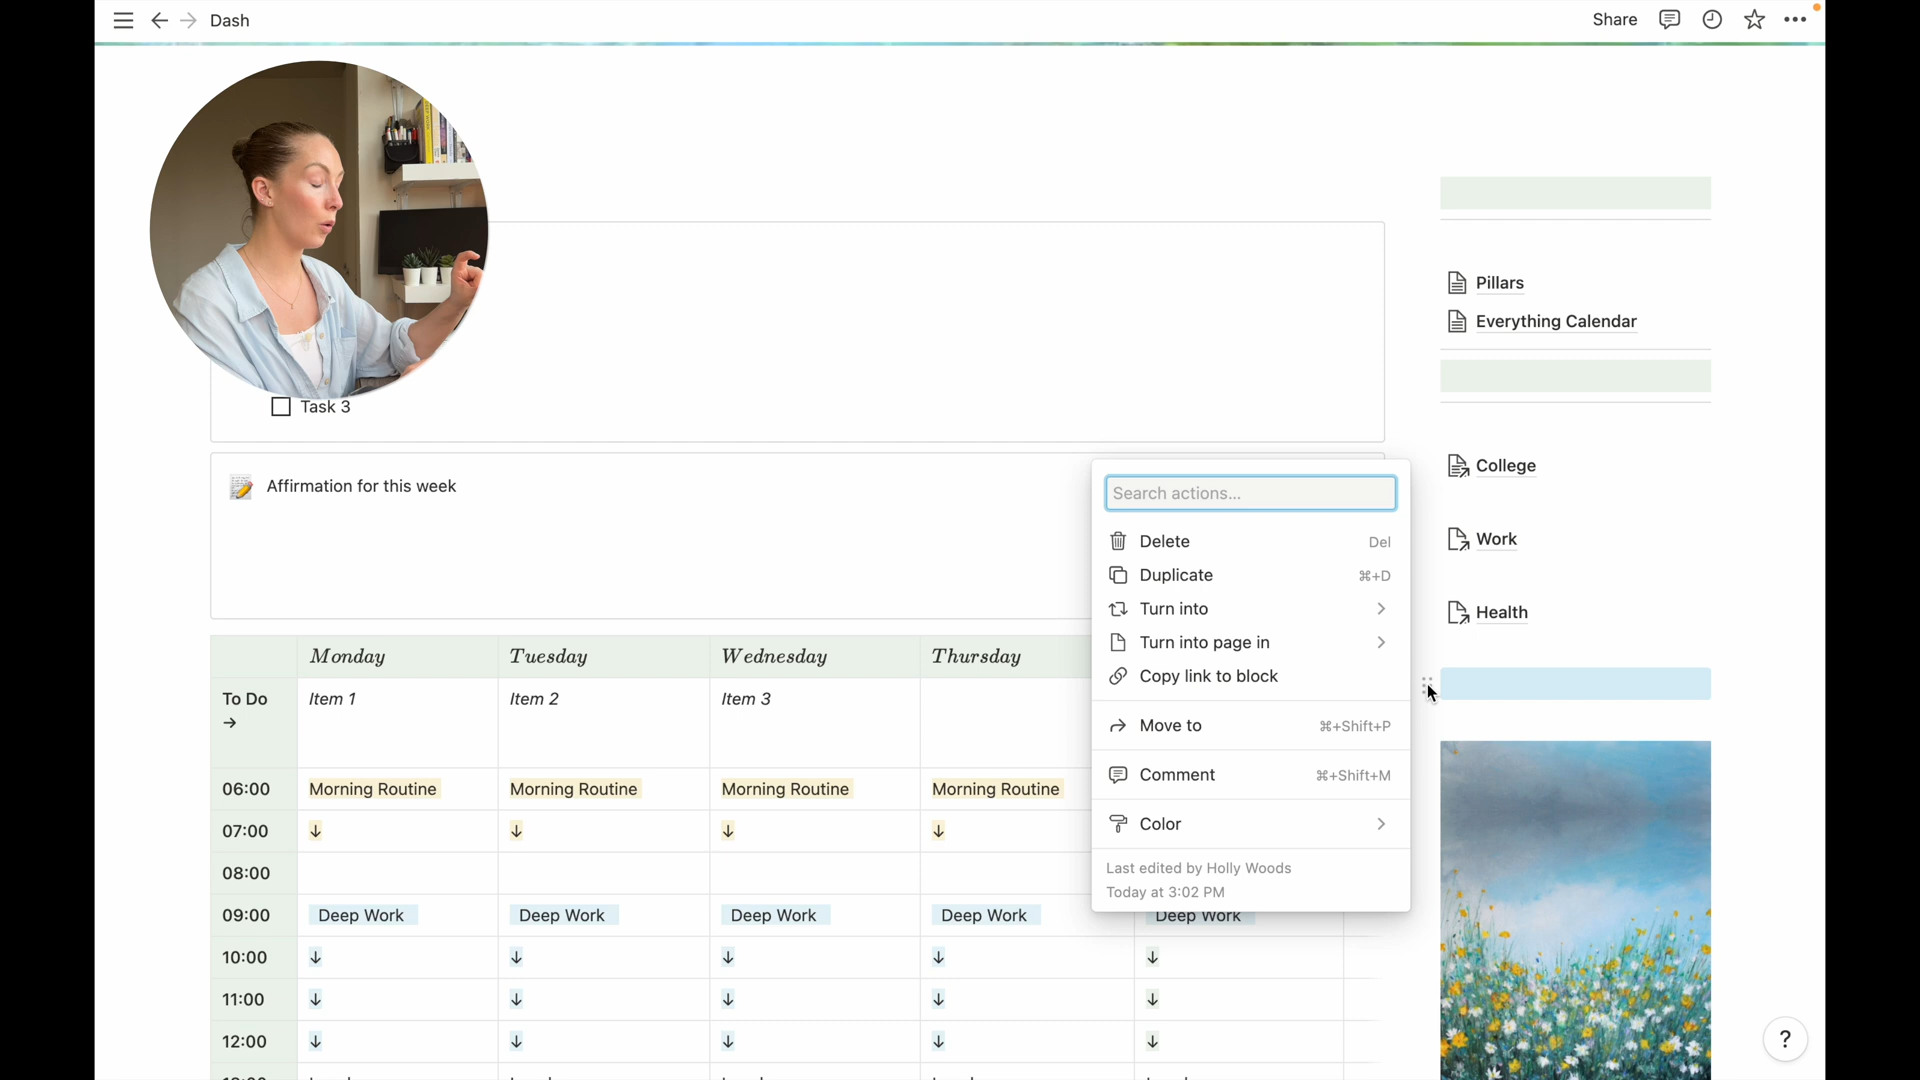 Dash
Share
Task 3
Affirmation for this week
Pillars
Everything Calendar
College
Work
Health
Search actions...
Delete Del
Duplicate ⌘+D
Turn into
Turn into page in
Copy link to block
Move to ⌘+Shift+P
Comment ⌘+Shift+M
Color
Last edited by Holly Woods
Today at 3:02 PM
Monday Tuesday Wednesday Thursday
To Do Item 1 Item 2 Item 3
→
06:00 Morning Routine Morning Routine Morning Routine Morning Routine
07:00 ↓ ↓ ↓ ↓
08:00
09:00 Deep Work Deep Work Deep Work Deep Work Deep Work
10:00 ↓ ↓ ↓ ↓ ↓
11:00 ↓ ↓ ↓ ↓ ↓
12:00 ↓ ↓ ↓ ↓ ↓
?